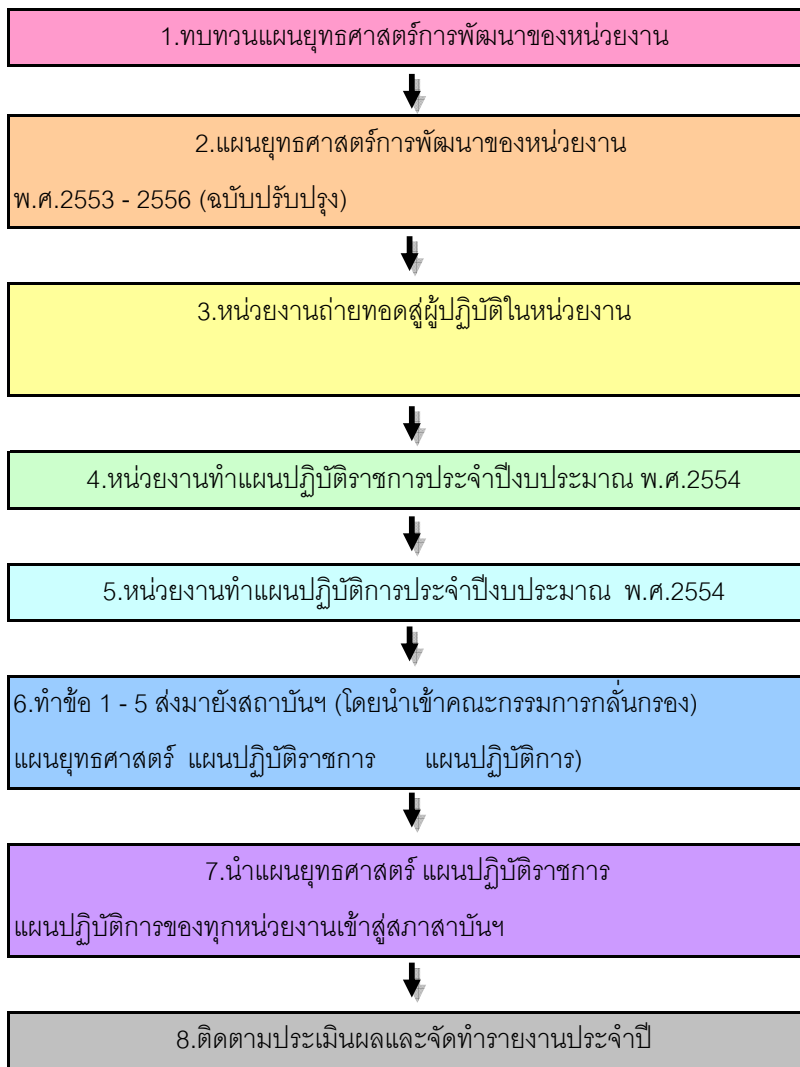 1.ทบทวนแผนยุทธศาสตร์การพัฒนาของหน่วยงาน
2.แผนยุทธศาสตร์การพัฒนาของหน่วยงาน
พ.ศ.2553 - 2556 (ฉบับปรับปรุง)
3.หน่วยงานถ่ายทอดสู่ผู้ปฏิบัติในหน่วยงาน
4.หน่วยงานทำแผนปฏิบัติราชการประจำปีงบประมาณ พ.ศ.2554
5.หน่วยงานทำแผนปฏิบัติการประจำปีงบประมาณ พ.ศ.2554
6.ทำข้อ 1 - 5 ส่งมายังสถาบันฯ (โดยนำเข้าคณะกรรมการกลั่นกรอง)
แผนยุทธศาสตร์ แผนปฏิบัติราชการ แผนปฏิบัติการ)
7.นำแผนยุทธศาสตร์ แผนปฏิบัติราชการ
แผนปฏิบัติการของทุกหน่วยงานเข้าสู่สภาสาบันฯ
8.ติดตามประเมินผลและจัดทำรายงานประจำปี